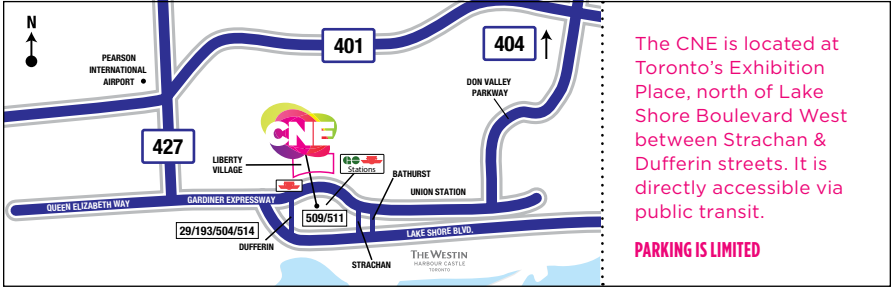 N
401
404
PEARSON
INTERNATIONAL
AIRPORT
DON VALLEY
PARKWAY
427
CNE
LIBERTY
VILLAGE
GO
Stations
BATHURST
UNION STATION
QUEEN ELIZABETH WAY
GARDINER EXPRESSWAY
29/193/504/514
509/511
DUFFERIN
LAKE SHORE BLVD.
STRACHAN
THE WESTIN
HARBOUR CASTLE
TORONTO
The CNE is located at
Toronto's Exhibition
Place, north of Lake
Shore Boulevard West
between Strachan &
Dufferin streets. It is
directly accessible via
public transit.
PARKING IS LIMITED